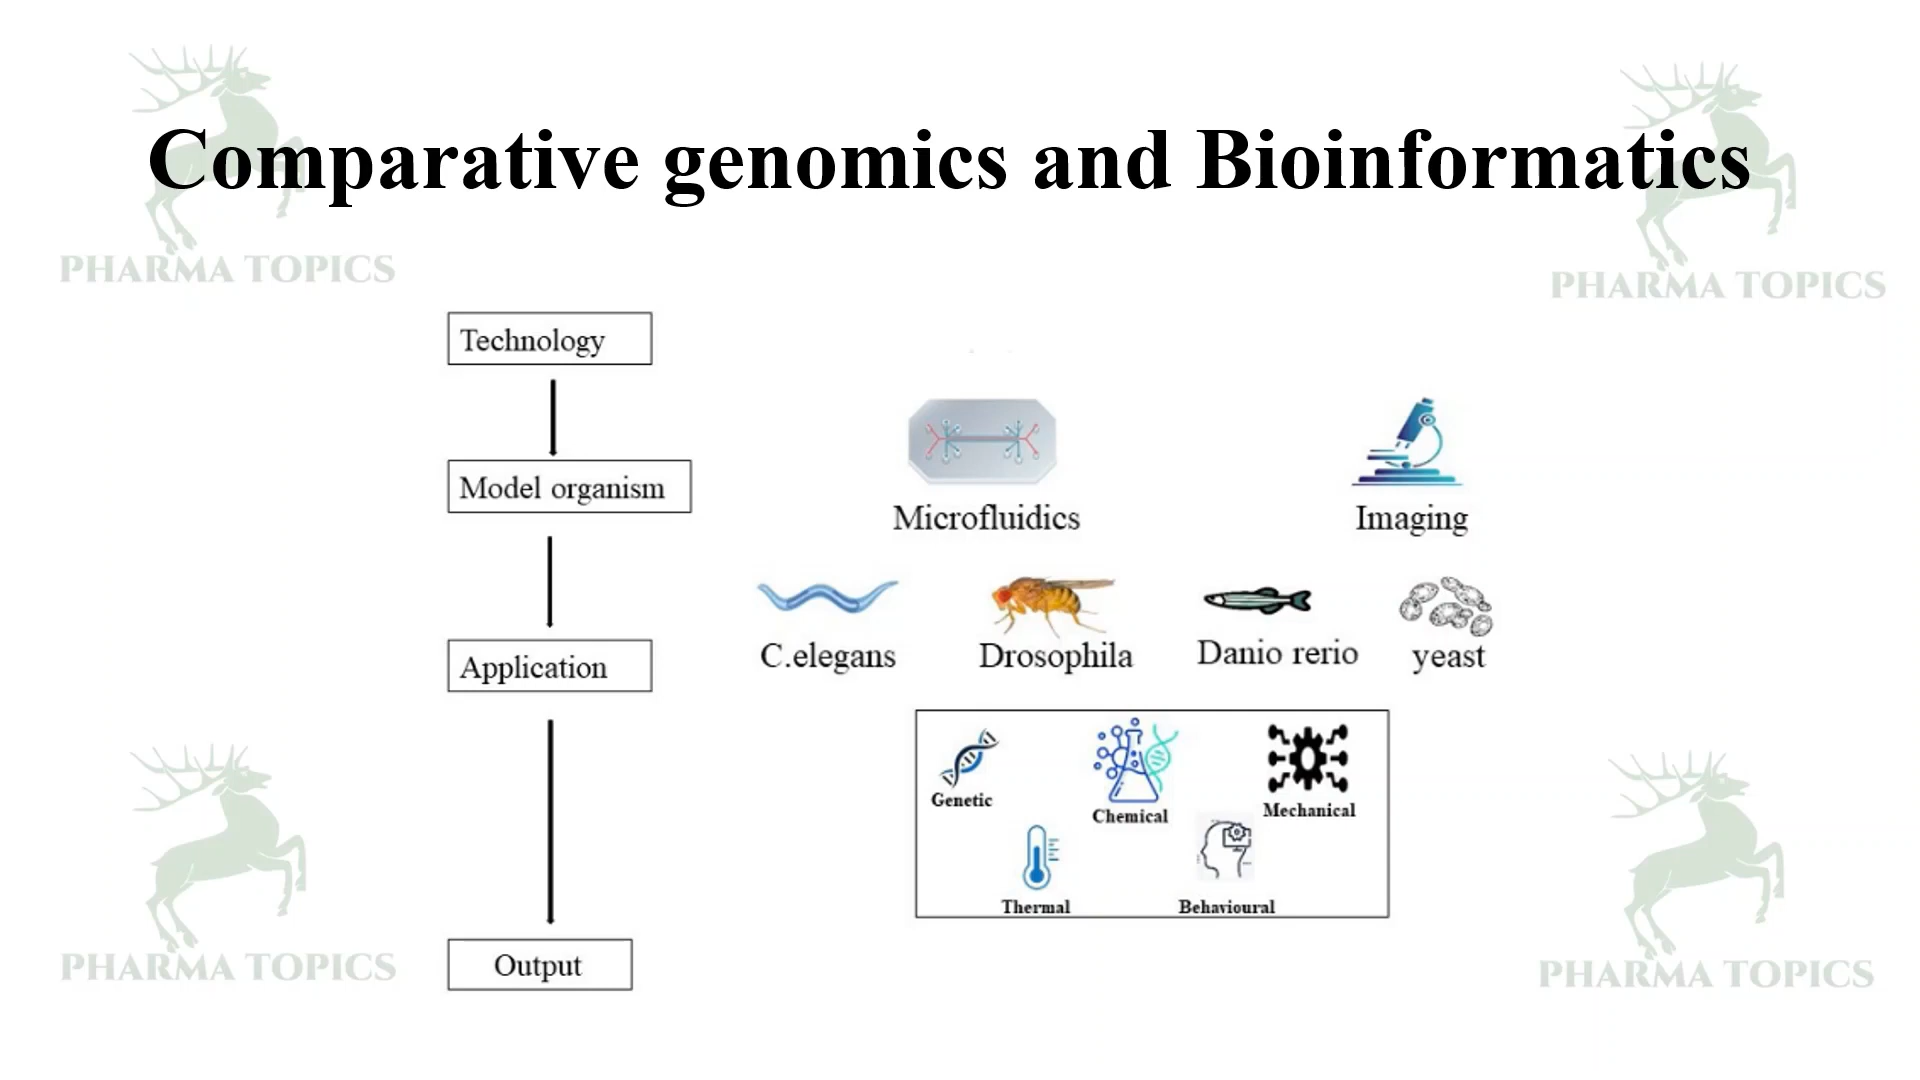 Comparative genomics and Bioinformatics
PHARMA TOPICS
PHARMA TOPICS
Technology
Model organism
Microfluidics
Imaging
Application
C.elegans
Drosophila
Danio rerio
yeast
Genetic
Chemical
Mechanical
Thermal
Behavioural
Output
PHARMA TOPICS
PHARMA TOPICS